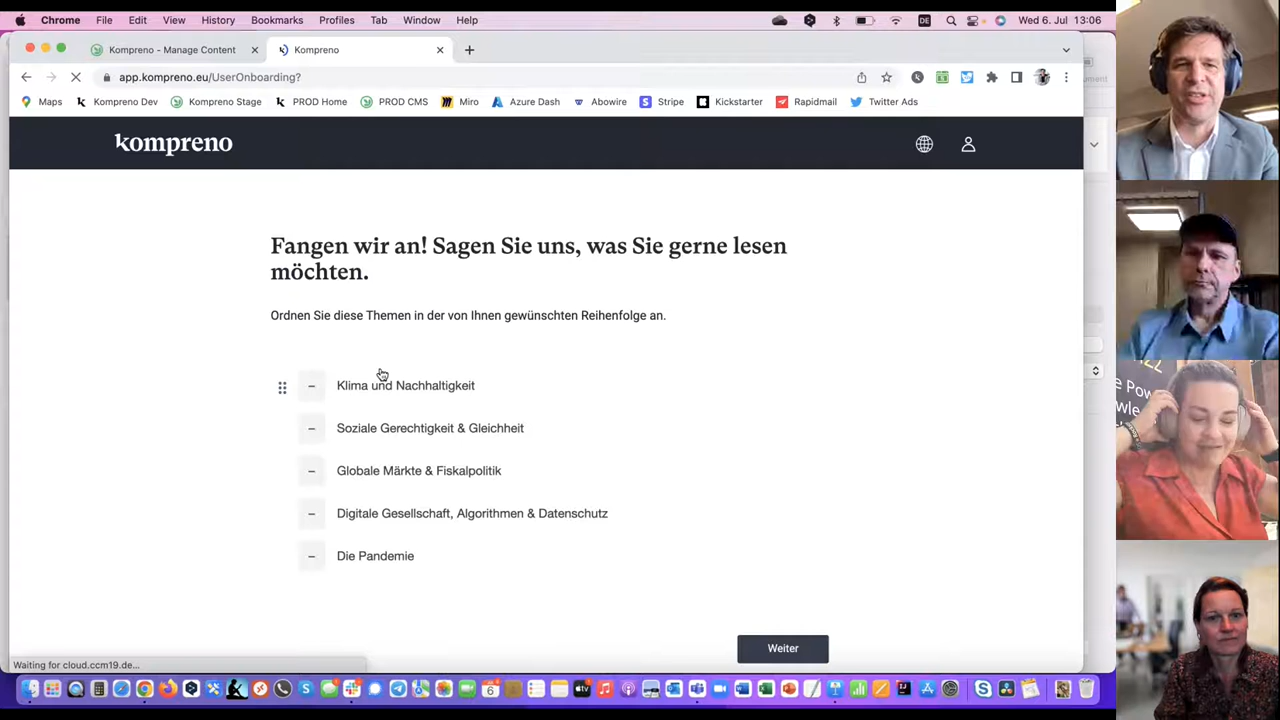 Chrome File Edit View History Bookmarks Profiles Tab Window Help DE Wed 6. Jul 13:06
Kompreno - Manage Content Kompreno
app.kompreno.eu/UserOnboarding?
Maps Kompreno Dev Kompreno Stage PROD Home PROD CMS Miro Azure Dash Abowire Stripe Kickstarter Rapidmail Twitter Ads
kompreno
Fangen wir an! Sagen Sie uns, was Sie gerne lesen
möchten.
Ordnen Sie diese Themen in der von Ihnen gewünschten Reihenfolge an.
Klima und Nachhaltigkeit
Soziale Gerechtigkeit & Gleichheit
Globale Märkte & Fiskalpolitik
Digitale Gesellschaft, Algorithmen & Datenschutz
Die Pandemie
Weiter
Waiting for cloud.ccm19.de...